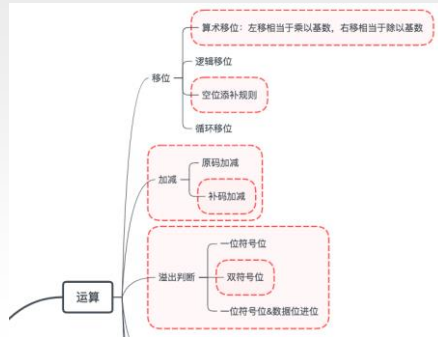 算术移位：左移相当于乘以基数，右移相当于除以基数
逻辑移位
移位
空位添补规则
循环移位
原码加减
加减
补码加减
一位符号位
溢出判断
双符号位
运算
一位符号位&数据位进位